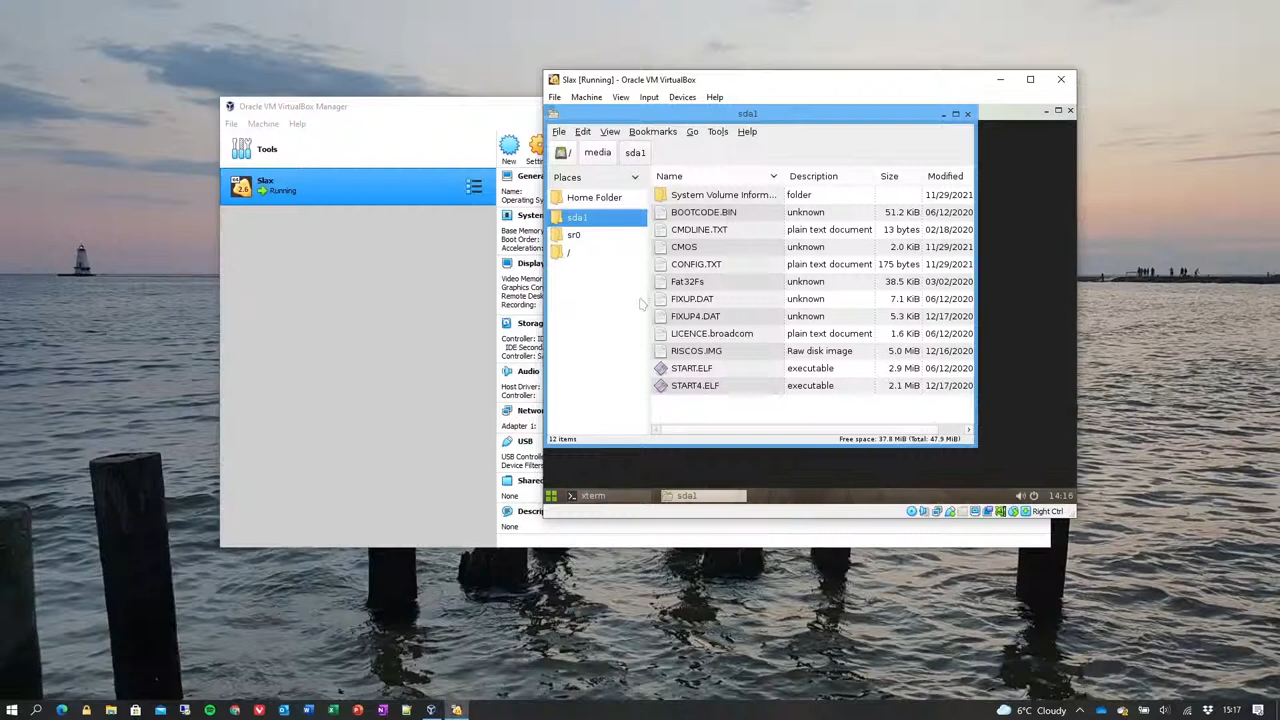 Oracle VM VirtualBox Manager
File Machine Help
Tools
Slax
Running
New
Settin
Genera
Name:
Operating Sy
System
Base Memory
Boot Order:
Acceleration:
Display
Video Memory
Graphics Con
Remote Desk
Recording:
Storag
Controller: ID
IDE Second
Controller: SA
Audio
Host Driver:
Controller:
Netwo
Adapter 1:
USB
USB Controlle
Device Filters
Shared
None
Descrip
None
Slax [Running] - Oracle VM VirtualBox
File Machine View Input Devices Help
sda1
File Edit View Bookmarks Go Tools Help
/ media sda1
Places
Home Folder
sda1
sr0
/
Name Description Size Modified
System Volume Inform... folder 11/29/2021
BOOTCODE.BIN unknown 51.2 KiB 06/12/2020
CMDLINE.TXT plain text document 13 bytes 02/18/2020
CMOS unknown 2.0 KiB 11/29/2021
CONFIG.TXT plain text document 175 bytes 11/29/2021
Fat32Fs unknown 38.5 KiB 03/02/2020
FIXUP.DAT unknown 7.1 KiB 06/12/2020
FIXUP4.DAT unknown 5.3 KiB 12/17/2020
LICENCE.broadcom plain text document 1.6 KiB 06/12/2020
RISCOS.IMG Raw disk image 5.0 MiB 12/16/2020
START.ELF executable 2.9 MiB 06/12/2020
START4.ELF executable 2.1 MiB 12/17/2020
12 items Free space: 37.8 MiB (Total: 47.9 MiB)
xterm sda1 14:16
Right Ctrl
6°C Cloudy 15:17